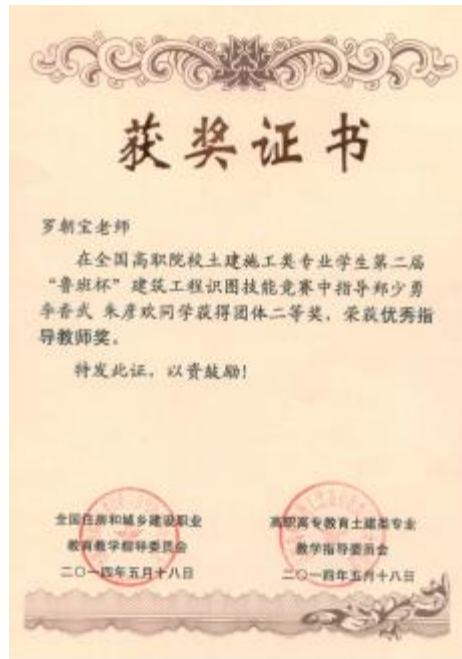 获奖证书
罗朝宝老师
在全国高职院校土建施工类专业学生第二届
“鲁班杯”建筑工程识图技能竞赛中指导郑少勇
李香武 朱彦欢同学获得团体二等奖，荣获优秀指
导教师奖。
特发此证，以资鼓励！
全国住房和城乡建设职业
教育教学指导委员会
二〇一四年五月十八日
高职高专教育土建类专业
教学指导委员会
二〇一四年五月十八日